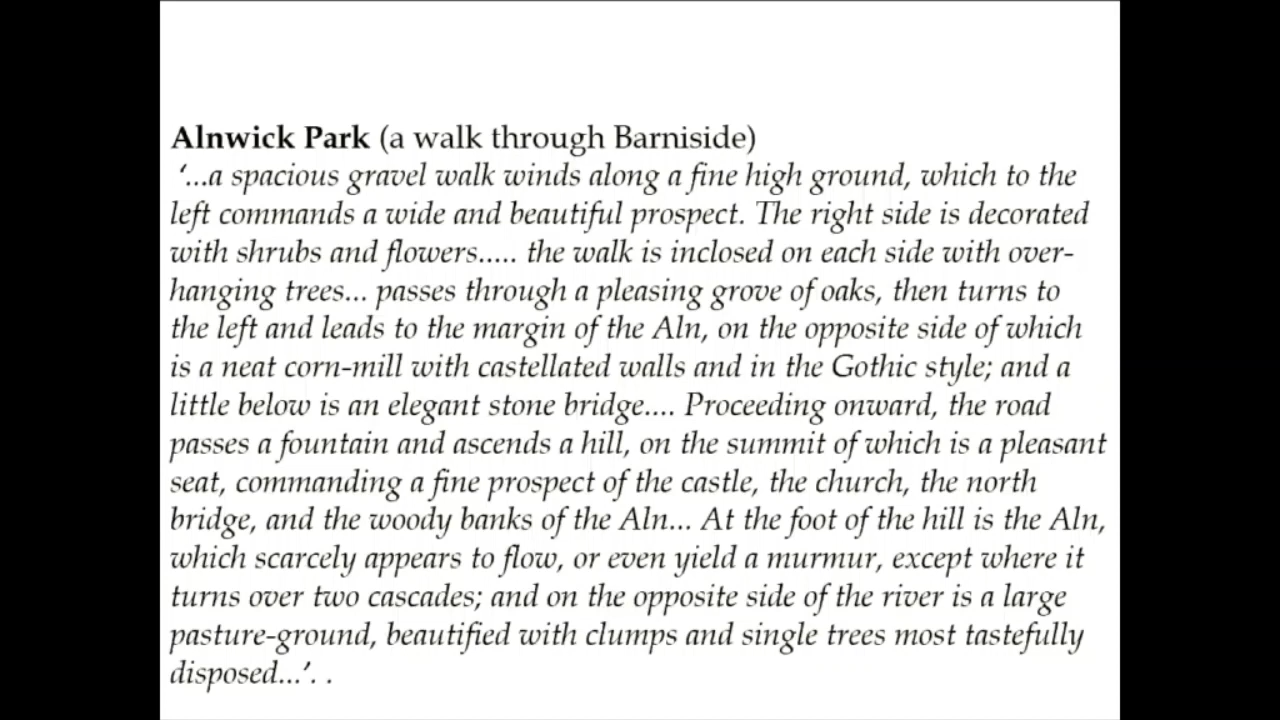 Alnwick Park (a walk through Barniside)
‘...a spacious gravel walk winds along a fine high ground, which to the
left commands a wide and beautiful prospect. The right side is decorated
with shrubs and flowers..... the walk is inclosed on each side with over-
hanging trees... passes through a pleasing grove of oaks, then turns to
the left and leads to the margin of the Aln, on the opposite side of which
is a neat corn-mill with castellated walls and in the Gothic style; and a
little below is an elegant stone bridge.... Proceeding onward, the road
passes a fountain and ascends a hill, on the summit of which is a pleasant
seat, commanding a fine prospect of the castle, the church, the north
bridge, and the woody banks of the Aln... At the foot of the hill is the Aln,
which scarcely appears to flow, or even yield a murmur, except where it
turns over two cascades; and on the opposite side of the river is a large
pasture-ground, beautified with clumps and single trees most tastefully
disposed...’. .